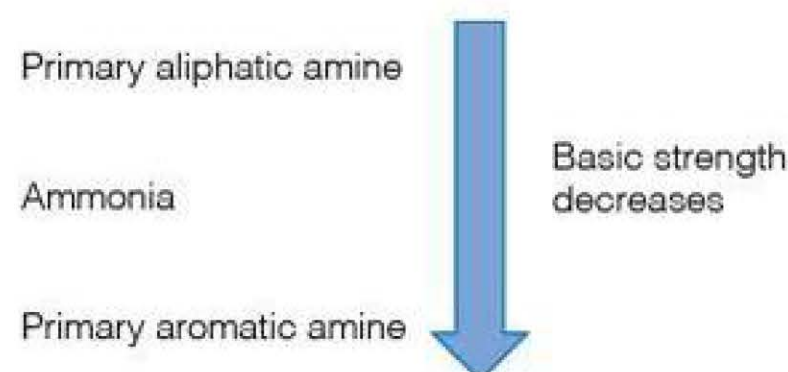 Primary aliphatic amine
Basic strength
decreases
Ammonia
Primary aromatic amine